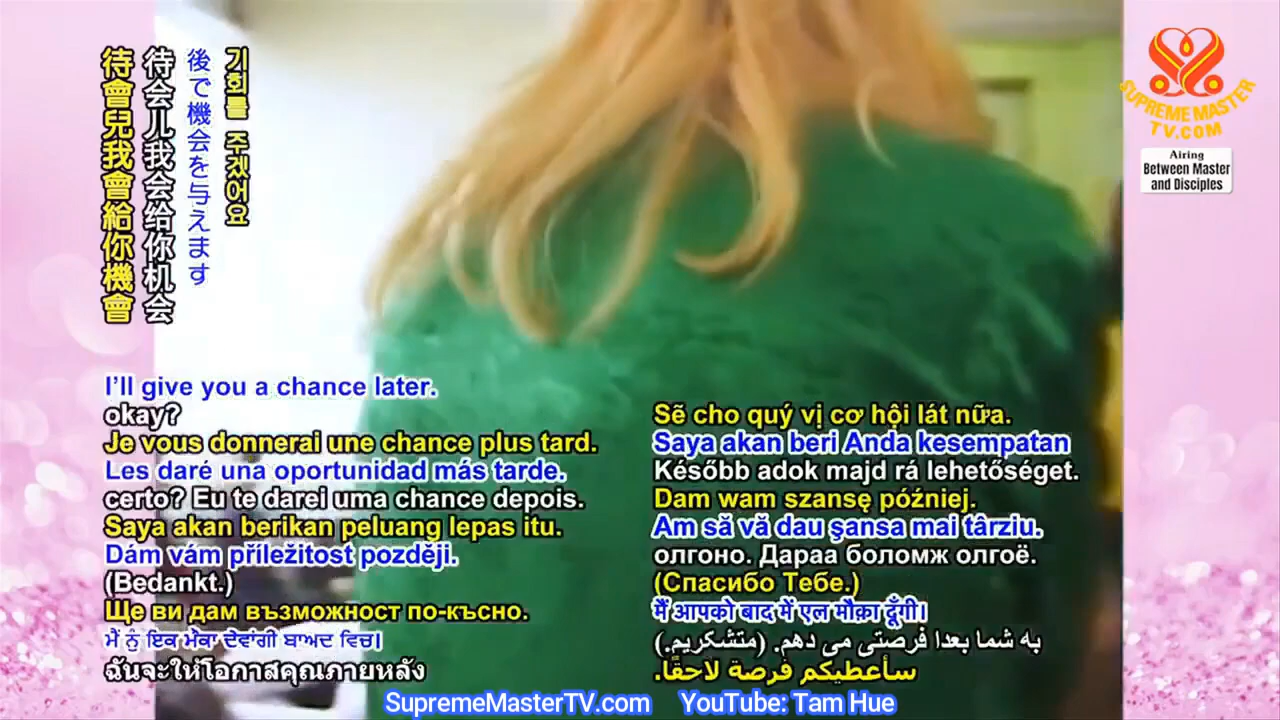 待會兒我會給你機會
待会儿我会给你机会
後で機会を与えます
기회를 주겠어요
SUPREME MASTER
TV.COM
Airing
Between Master
and Disciples
I'll give you a chance later.
okay?
Je vous donnerai une chance plus tard.
Les daré una oportunidad más tarde.
certo? Eu te darei uma chance depois.
Saya akan berikan peluang lepas itu.
Dám vám příležitost později.
(Bedankt.)
Ще ви дам възможност по-късно.
ਮੈਂ ਨੂੰ ਇਕ ਮੌਕਾ ਦੇਵਾਂਗੀ ਬਾਅਦ ਵਿਚ।
ฉันจะให้โอกาสคุณภายหลัง
Sẽ cho quý vị cơ hội lát nữa.
Saya akan beri Anda kesempatan
Később adok majd rá lehetőséget.
Dam wam szansę później.
Am să vă dau şansa mai târziu.
олгоно. Дараа боломж олгоё.
(Спасибо Тебе.)
मैं आपको बाद में एल मौक़ा दूँगी।
به شما بعدا فرصتی می دهم. (متشکریم.)
سأعطيكم فرصة لاحقًا.
SupremeMasterTV.com YouTube: Tam Hue